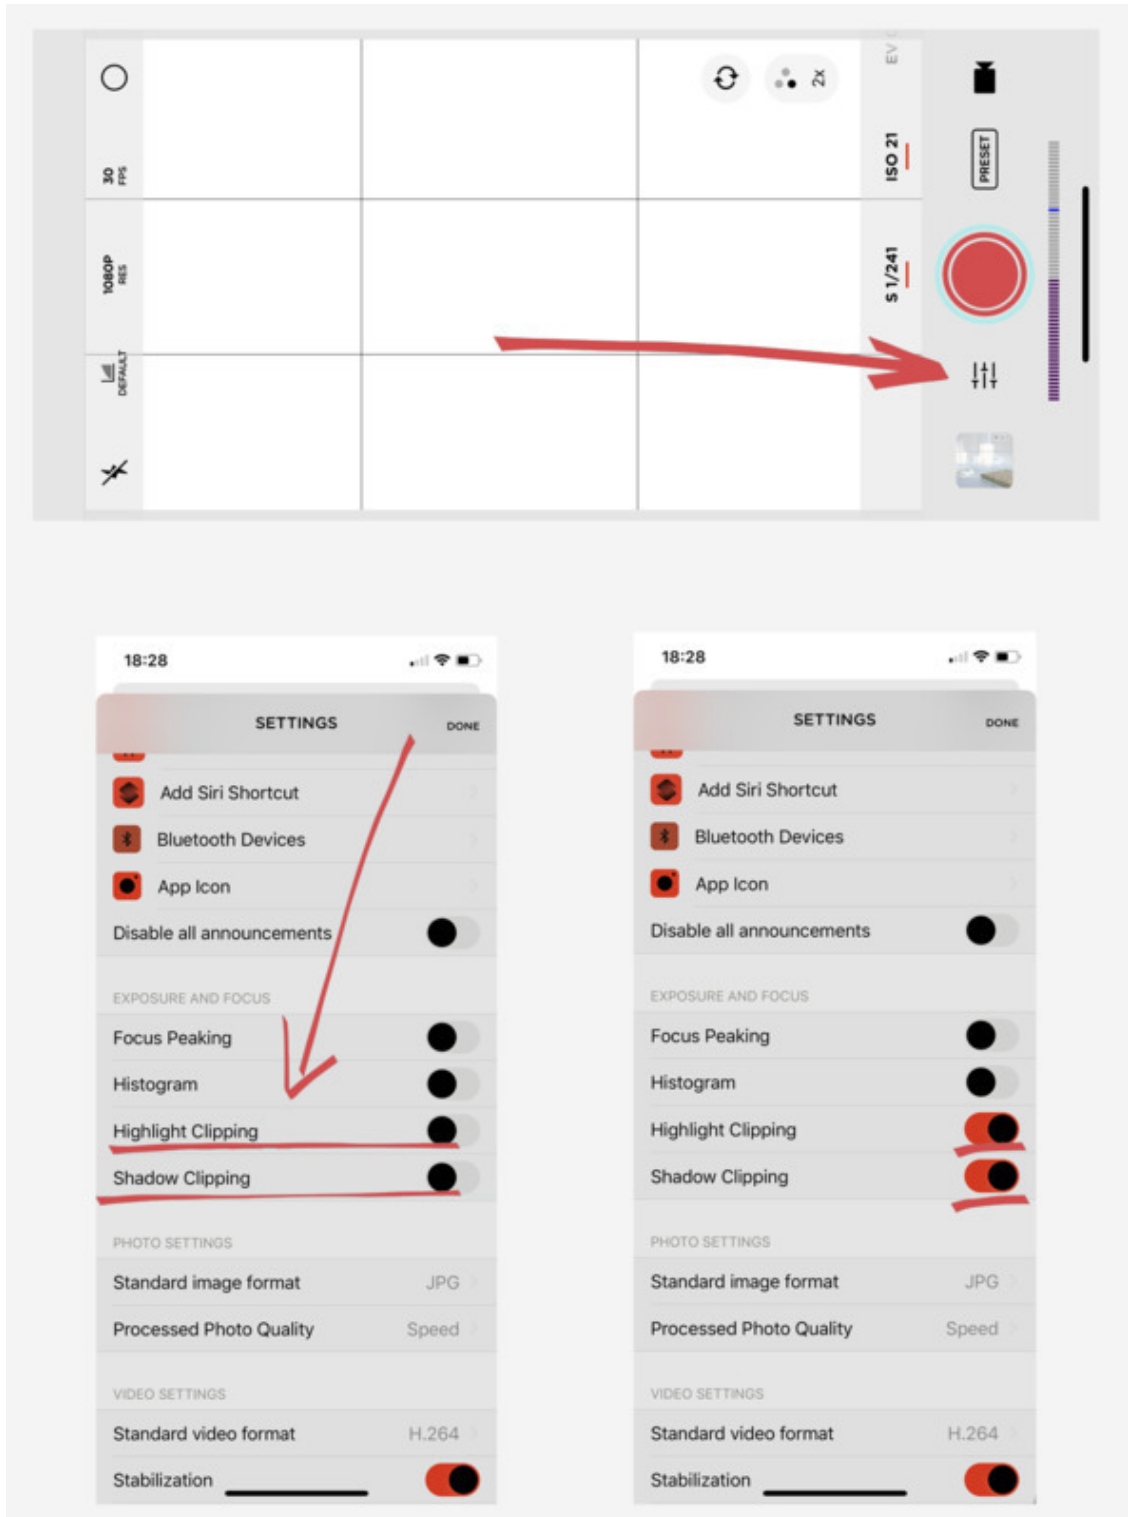 30
FPS
1080P
RES
DEFAULT
2x
EV
ISO 21
S 1/241
PRESET
18:28
SETTINGS
DONE
Add Siri Shortcut
Bluetooth Devices
App Icon
Disable all announcements
EXPOSURE AND FOCUS
Focus Peaking
Histogram
Highlight Clipping
Shadow Clipping
PHOTO SETTINGS
Standard image format JPG
Processed Photo Quality Speed
VIDEO SETTINGS
Standard video format H.264
Stabilization
18:28
SETTINGS
DONE
Add Siri Shortcut
Bluetooth Devices
App Icon
Disable all announcements
EXPOSURE AND FOCUS
Focus Peaking
Histogram
Highlight Clipping
Shadow Clipping
PHOTO SETTINGS
Standard image format JPG
Processed Photo Quality Speed
VIDEO SETTINGS
Standard video format H.264
Stabilization